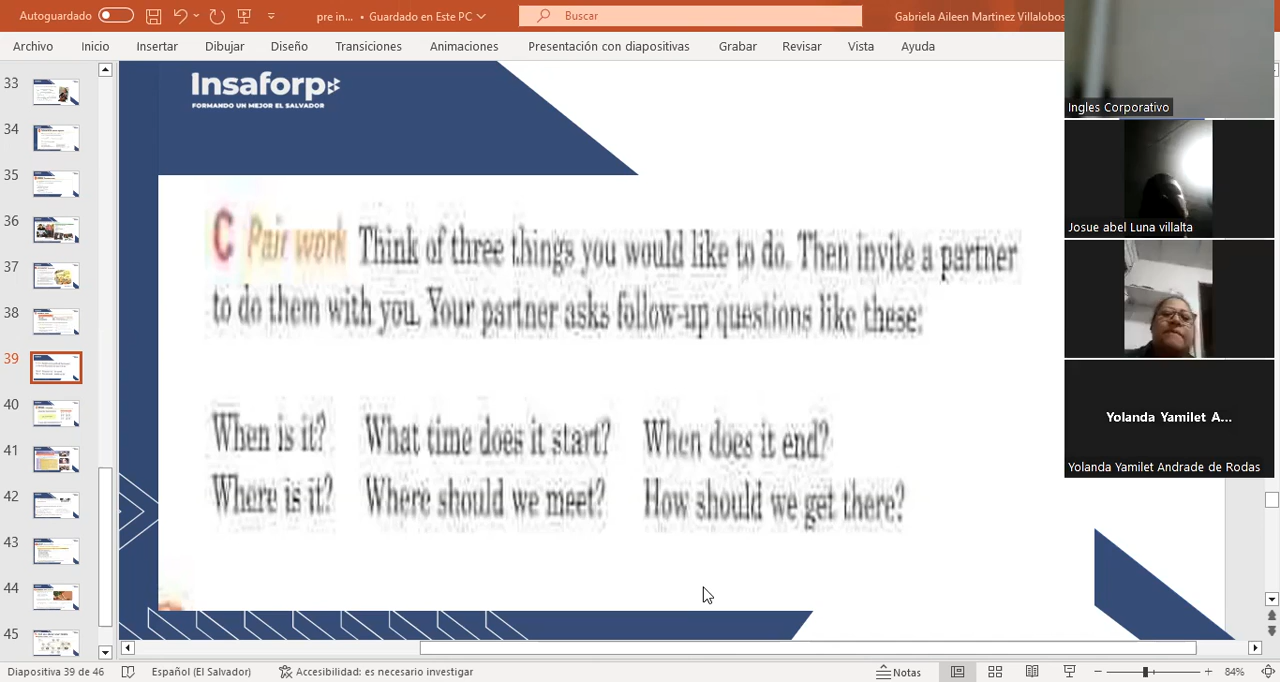 Autoguardado
pre in... • Guardado en Este PC
Buscar
Gabriela Aileen Martinez Villalobos
Archivo Inicio Insertar Dibujar Diseño Transiciones Animaciones Presentación con diapositivas Grabar Revisar Vista Ayuda
Insaforp
FORMANDO UN MEJOR EL SALVADOR
C Pair work Think of three things you would like to do. Then invite a partner
to do them with you. Your partner asks follow-up questions like these:
When is it? What time does it start? When does it end?
Where is it? Where should we meet? How should we get there?
33
34
35
36
37
38
39
40
41
42
43
44
45
Ingles Corporativo
Josue abel Luna villalta
Yolanda Yamilet A...
Yolanda Yamilet Andrade de Rodas
Diapositiva 39 de 46 Español (El Salvador) Accesibilidad: es necesario investigar Notas 84%